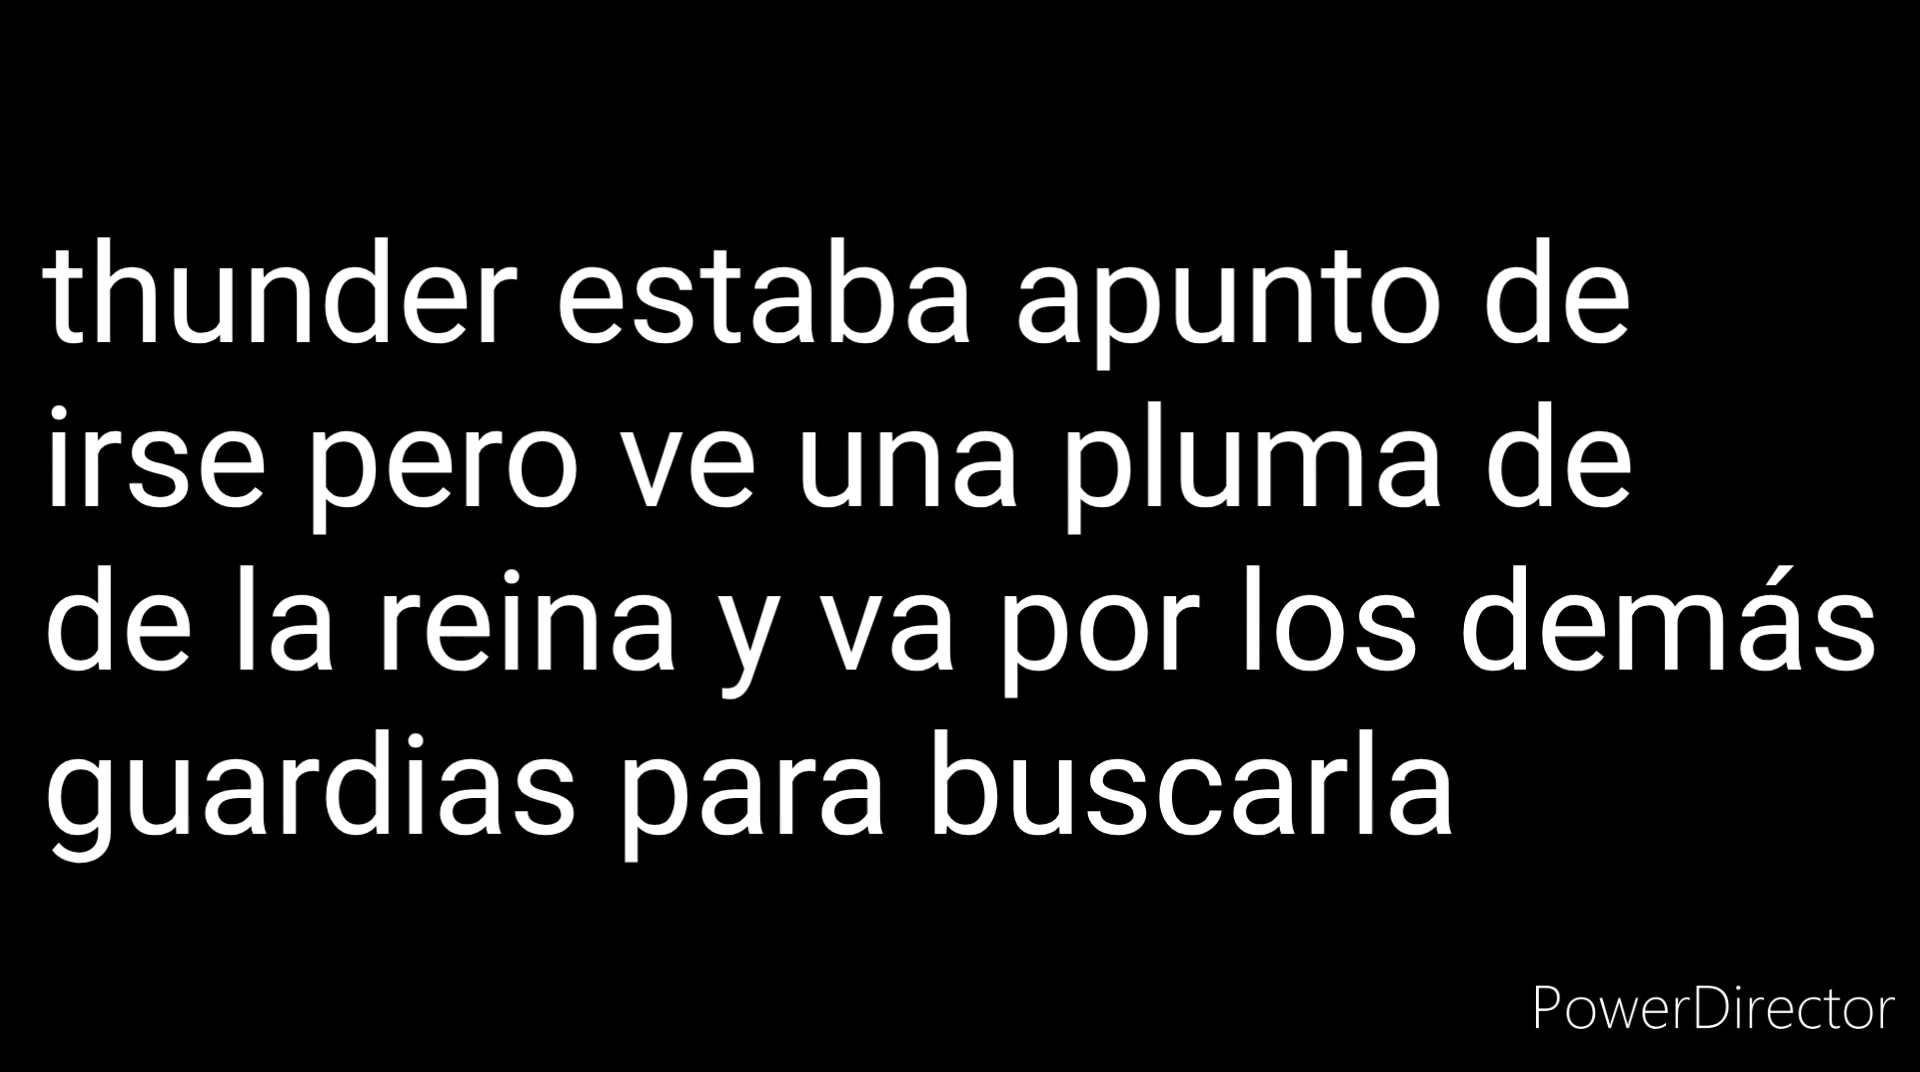 thunder estaba apunto de
irse pero ve una pluma de
de la reina y va por los demás
guardias para buscarla
PowerDirector